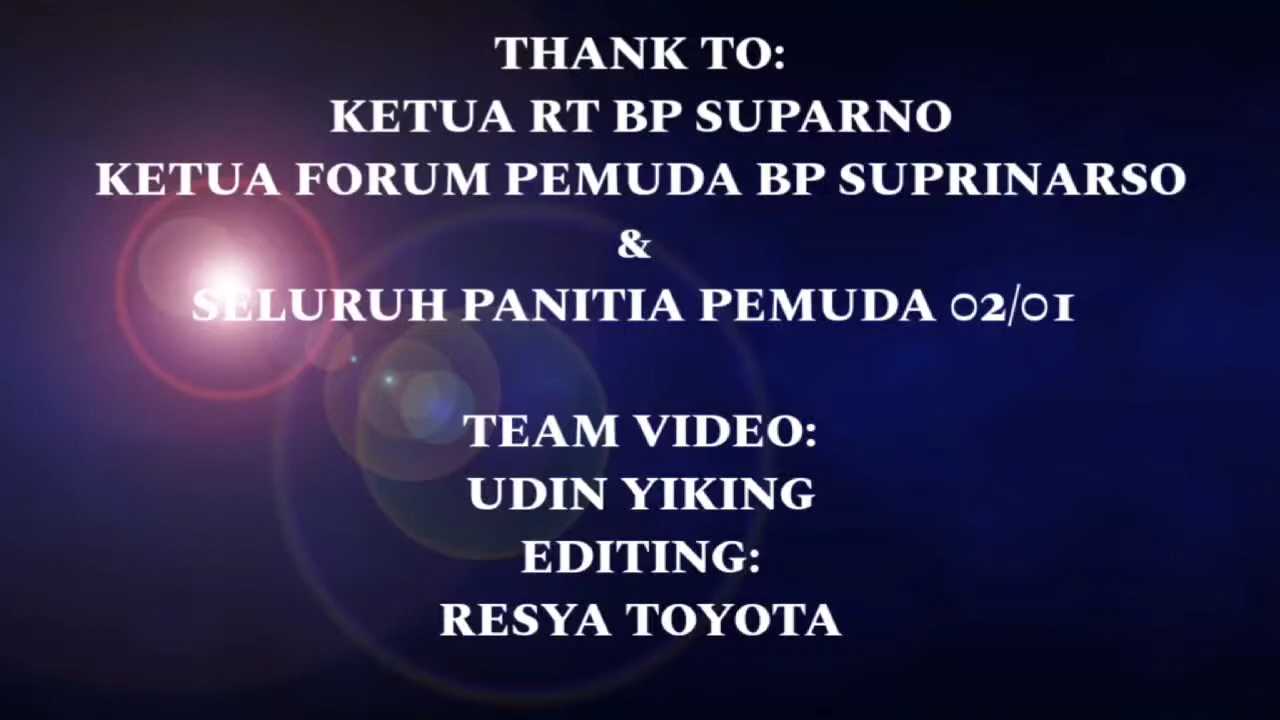 THANK TO:
KETUA RT BP SUPARNO
KETUA FORUM PEMUDA BP SUPRINARSO
&
SELURUH PANITIA PEMUDA 02/01
TEAM VIDEO:
UDIN YIKING
EDITING:
RESYA TOYOTA